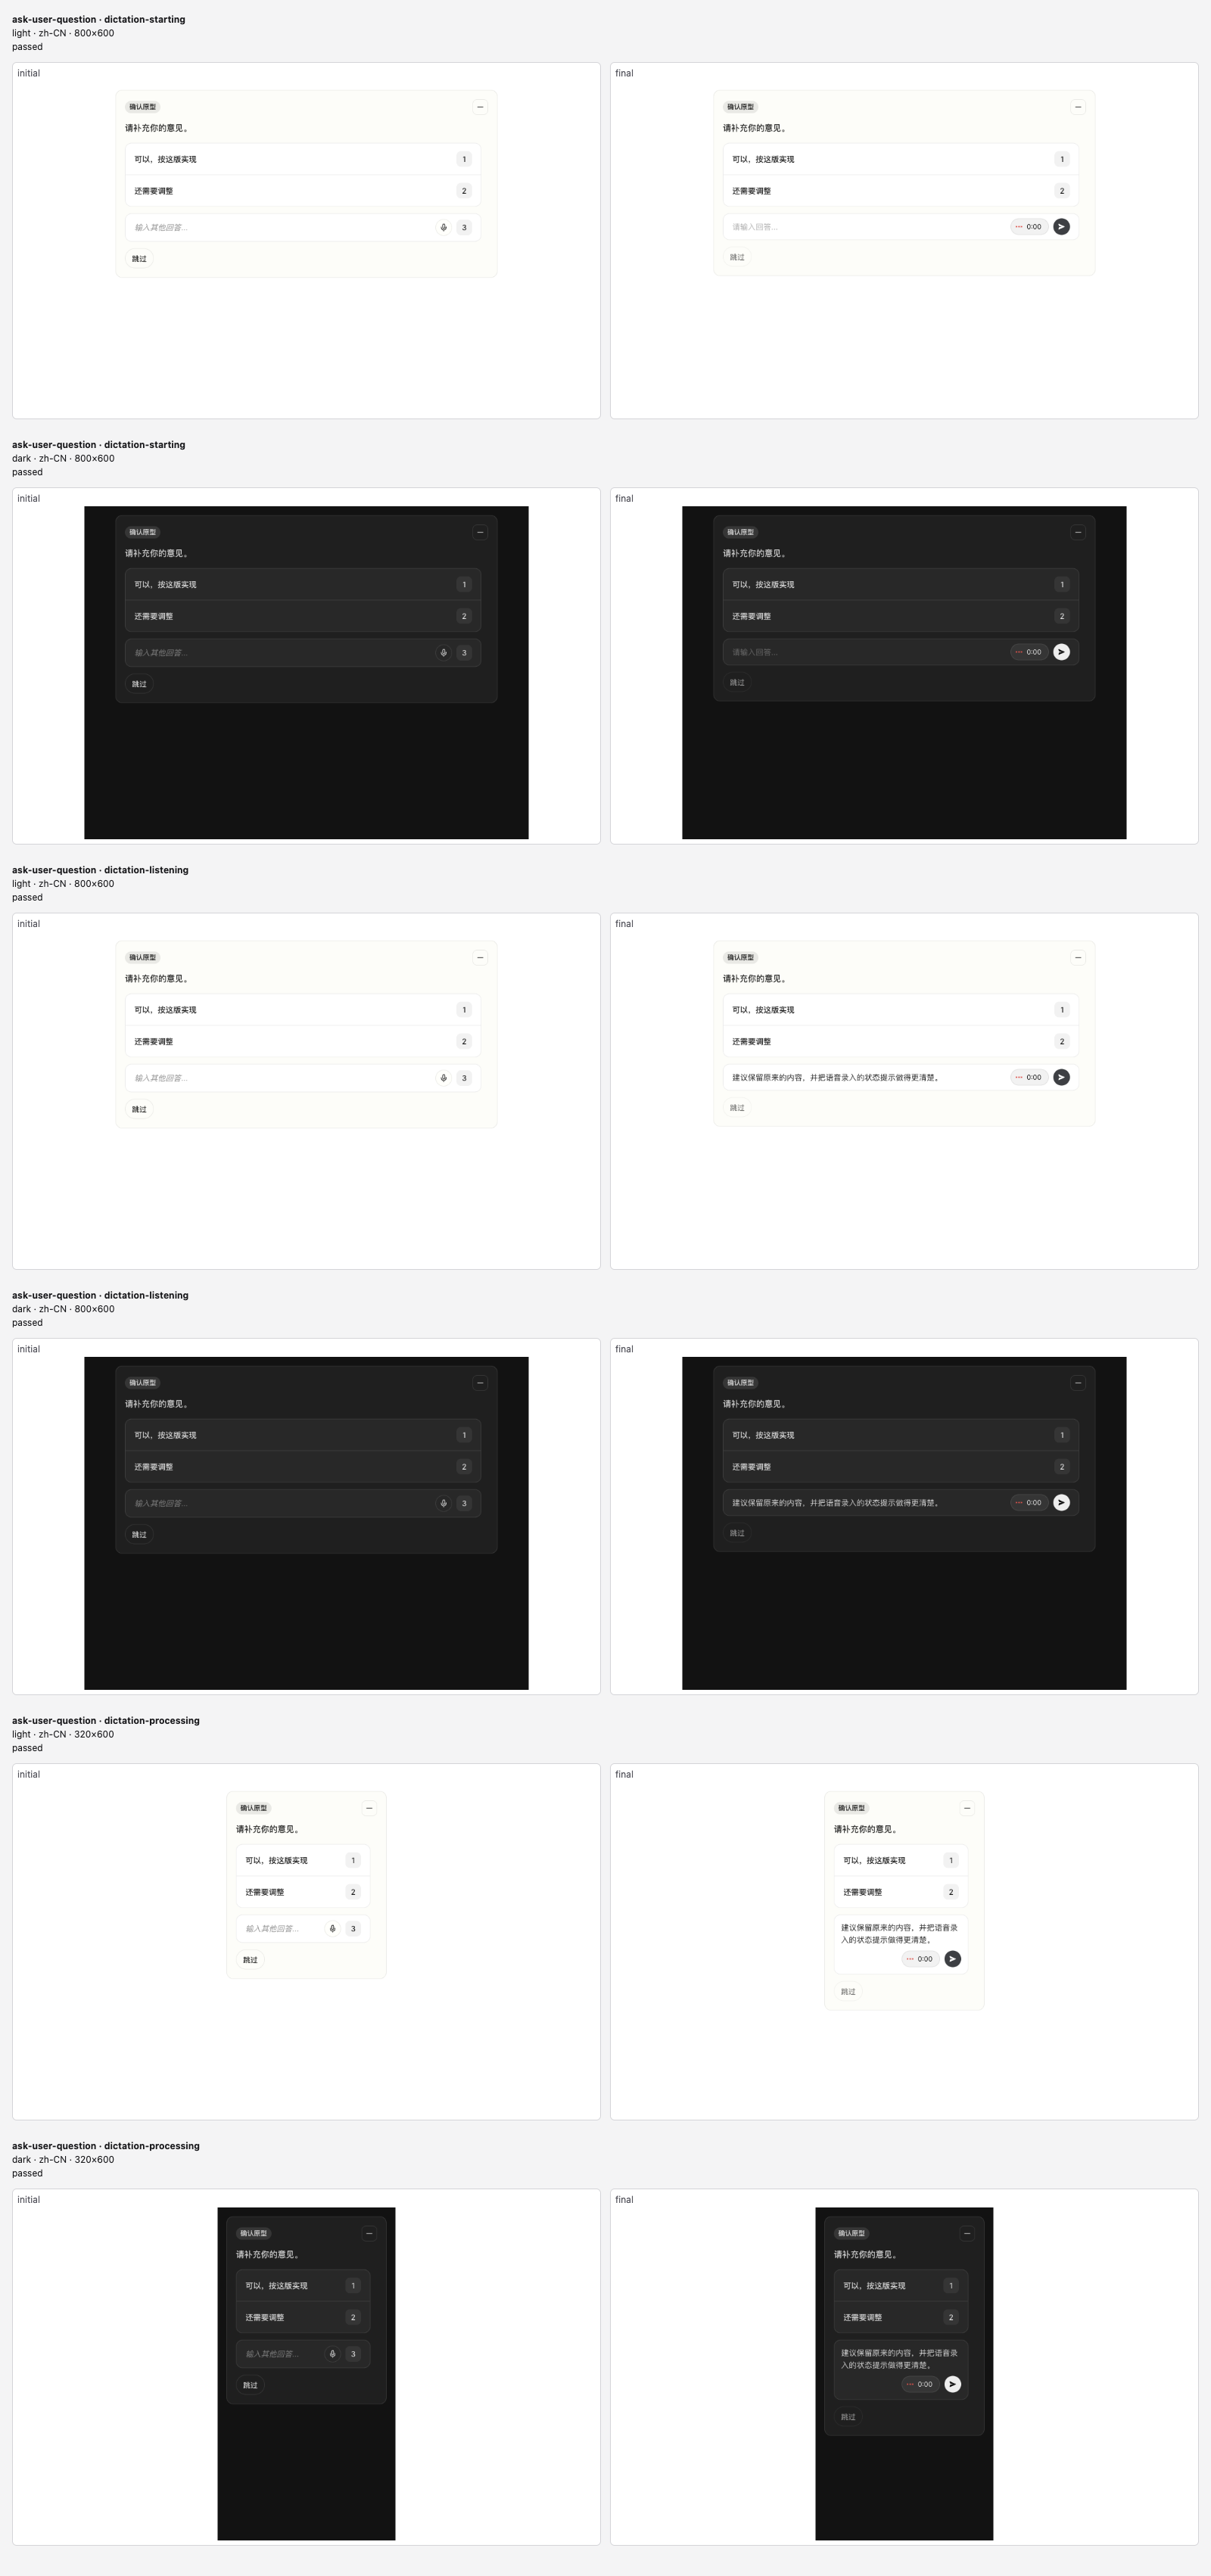 ask-user-question · dictation-starting
light · zh-CN · 800×600
passed
initial
确认原型
请补充你的意见。
可以，按这版实现
1
还需要调整
2
输入其他回答...
3
跳过
final
确认原型
请补充你的意见。
可以，按这版实现
1
还需要调整
2
请输入回答...
0:00
跳过
ask-user-question · dictation-starting
dark · zh-CN · 800×600
passed
initial
确认原型
请补充你的意见。
可以，按这版实现
1
还需要调整
2
输入其他回答...
3
跳过
final
确认原型
请补充你的意见。
可以，按这版实现
1
还需要调整
2
请输入回答...
0:00
跳过
ask-user-question · dictation-listening
light · zh-CN · 800×600
passed
initial
确认原型
请补充你的意见。
可以，按这版实现
1
还需要调整
2
输入其他回答...
3
跳过
final
确认原型
请补充你的意见。
可以，按这版实现
1
还需要调整
2
建议保留原来的内容，并把语音录入的状态提示做得更清楚。
0:00
跳过
ask-user-question · dictation-listening
dark · zh-CN · 800×600
passed
initial
确认原型
请补充你的意见。
可以，按这版实现
1
还需要调整
2
输入其他回答...
3
跳过
final
确认原型
请补充你的意见。
可以，按这版实现
1
还需要调整
2
建议保留原来的内容，并把语音录入的状态提示做得更清楚。
0:00
跳过
ask-user-question · dictation-processing
light · zh-CN · 320×600
passed
initial
确认原型
请补充你的意见。
可以，按这版实现
1
还需要调整
2
输入其他回答...
3
跳过
final
确认原型
请补充你的意见。
可以，按这版实现
1
还需要调整
2
建议保留原来的内容，并把语音录
入的状态提示做得更清楚。
0:00
跳过
ask-user-question · dictation-processing
dark · zh-CN · 320×600
passed
initial
确认原型
请补充你的意见。
可以，按这版实现
1
还需要调整
2
输入其他回答...
3
跳过
final
确认原型
请补充你的意见。
可以，按这版实现
1
还需要调整
2
建议保留原来的内容，并把语音录
入的状态提示做得更清楚。
0:00
跳过